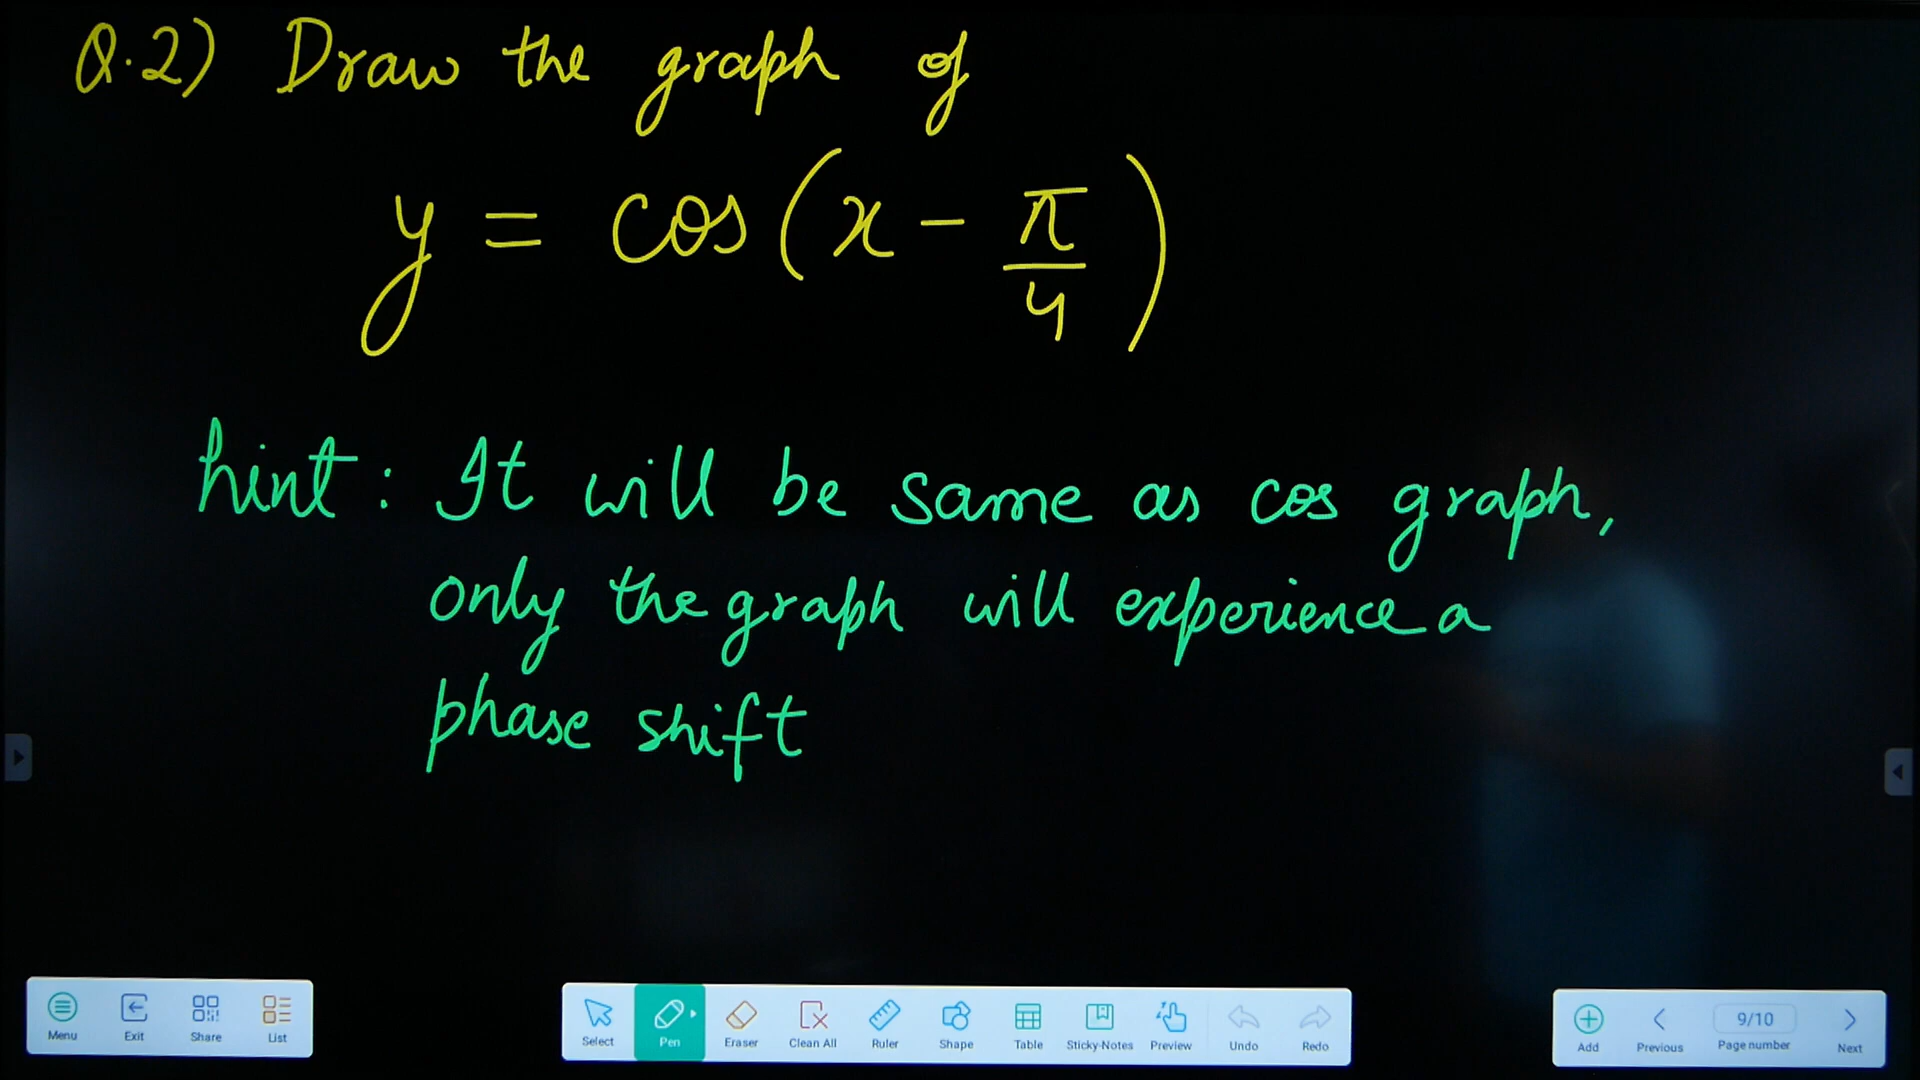 Q.2) Draw the graph of
y = cos(x - π/4)
hint: It will be same as cos graph,
only the graph will experience a
phase shift
Menu Exit Share List
Select Pen Eraser Clean All Ruler Shape Table Sticky-Notes Preview Undo Redo
Add Previous 9/10 Page number Next